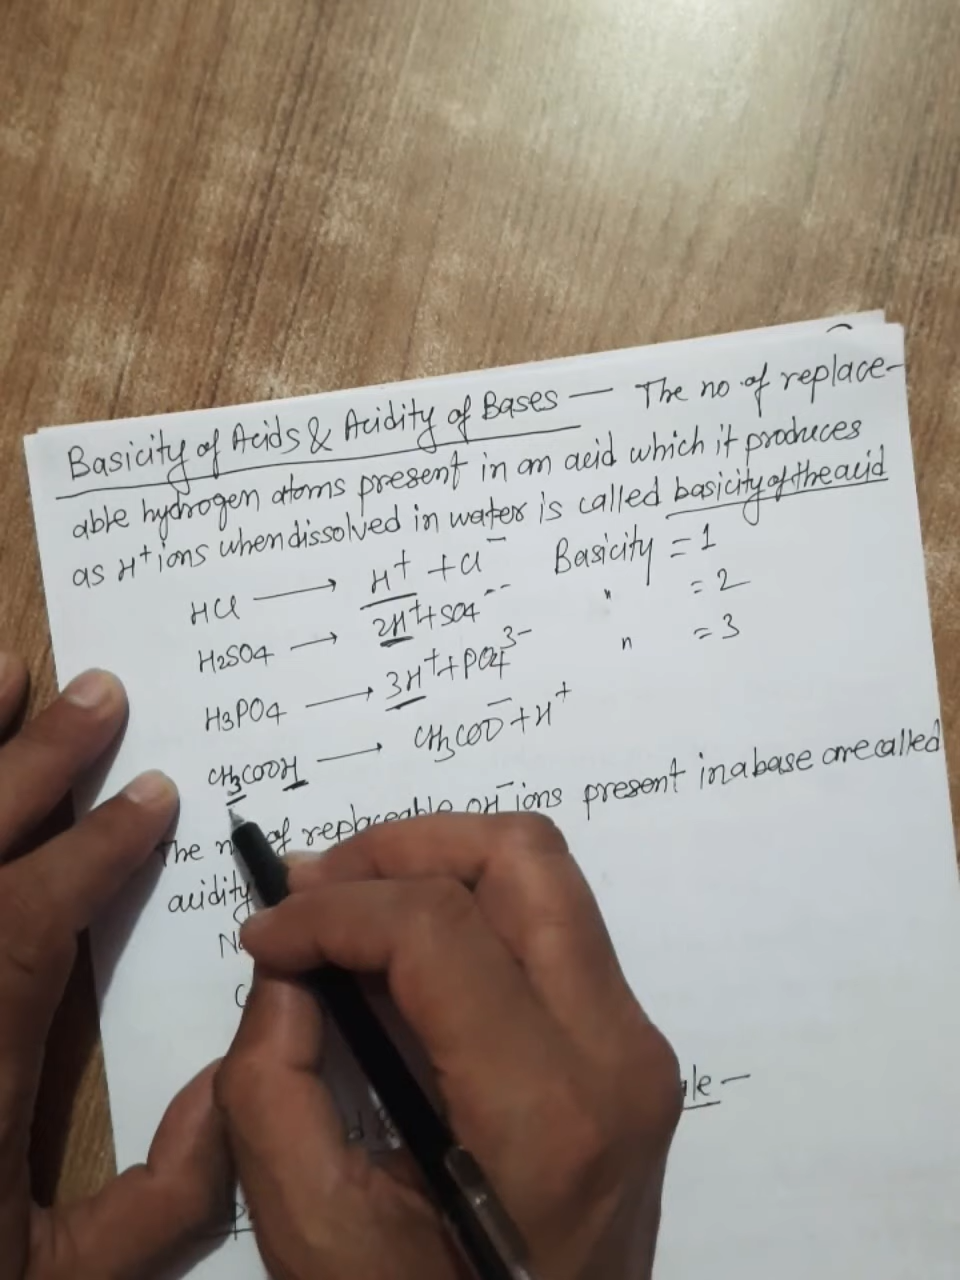 Basicity of Acids & Acidity of Bases — The no. of replace-
able hydrogen atoms present in an acid which it produces
as H⁺ ions when dissolved in water is called basicity of the acid
HCl ⟶ H⁺ + Cl⁻ Basicity = 1
H2SO4 ⟶ 2H⁺ + SO4⁻⁻ " = 2
H3PO4 ⟶ 3H⁺ + PO4³⁻ " = 3
CH3COOH ⟶ CH3COO⁻ + H⁺
The of replaceable OH⁻ ions present in a base are called
acidity